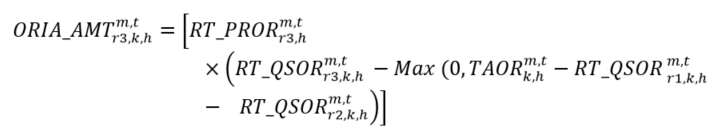 ORIA_AMT^{m,t}_{r3,k,h} = [RT_PROR^{m,t}_{r3,h}
× (RT_QSOR^{m,t}_{r3,k,h} − Max (0, TAOR^{m,t}_{k,h} − RT_QSOR^{m,t}_{r1,k,h}
− RT_QSOR^{m,t}_{r2,k,h})]